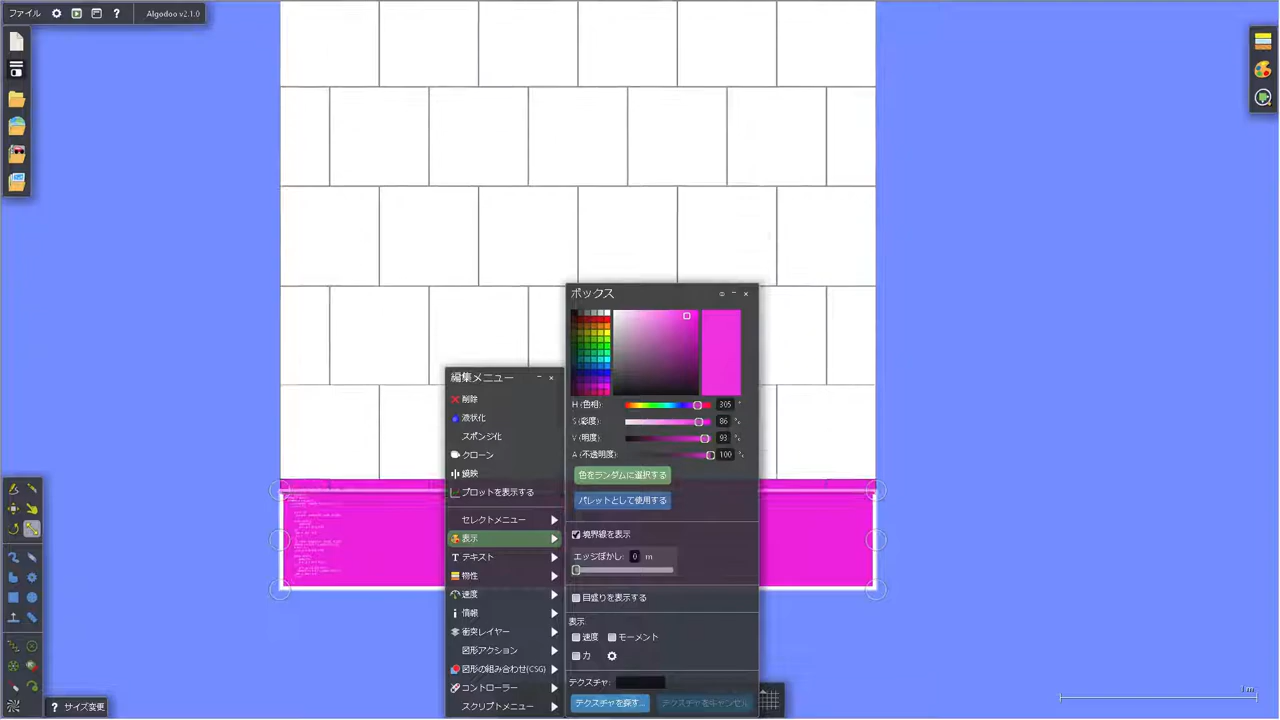 ファイル
Algodoo v2.1.0
ボックス
H (色相)
305 °
S (彩度)
86 %
V (明度)
93 %
A (不透明度)
100 %
色をランダムに選択する
パレットとして使用する
境界線を表示
エッジぼかし: 0 m
目盛りを表示する
表示
速度
モーメント
力
テクスチャ:
テクスチャを探す...
テクスチャをキャンセル
編集メニュー
削除
液状化
スポンジ化
クローン
鏡映
プロットを表示する
セレクトメニュー
表示
テキスト
物性
速度
情報
衝突レイヤー
図形アクション
図形の組み合わせ(CSG)
コントローラー
スクリプトメニュー
? サイズ変更
1 m